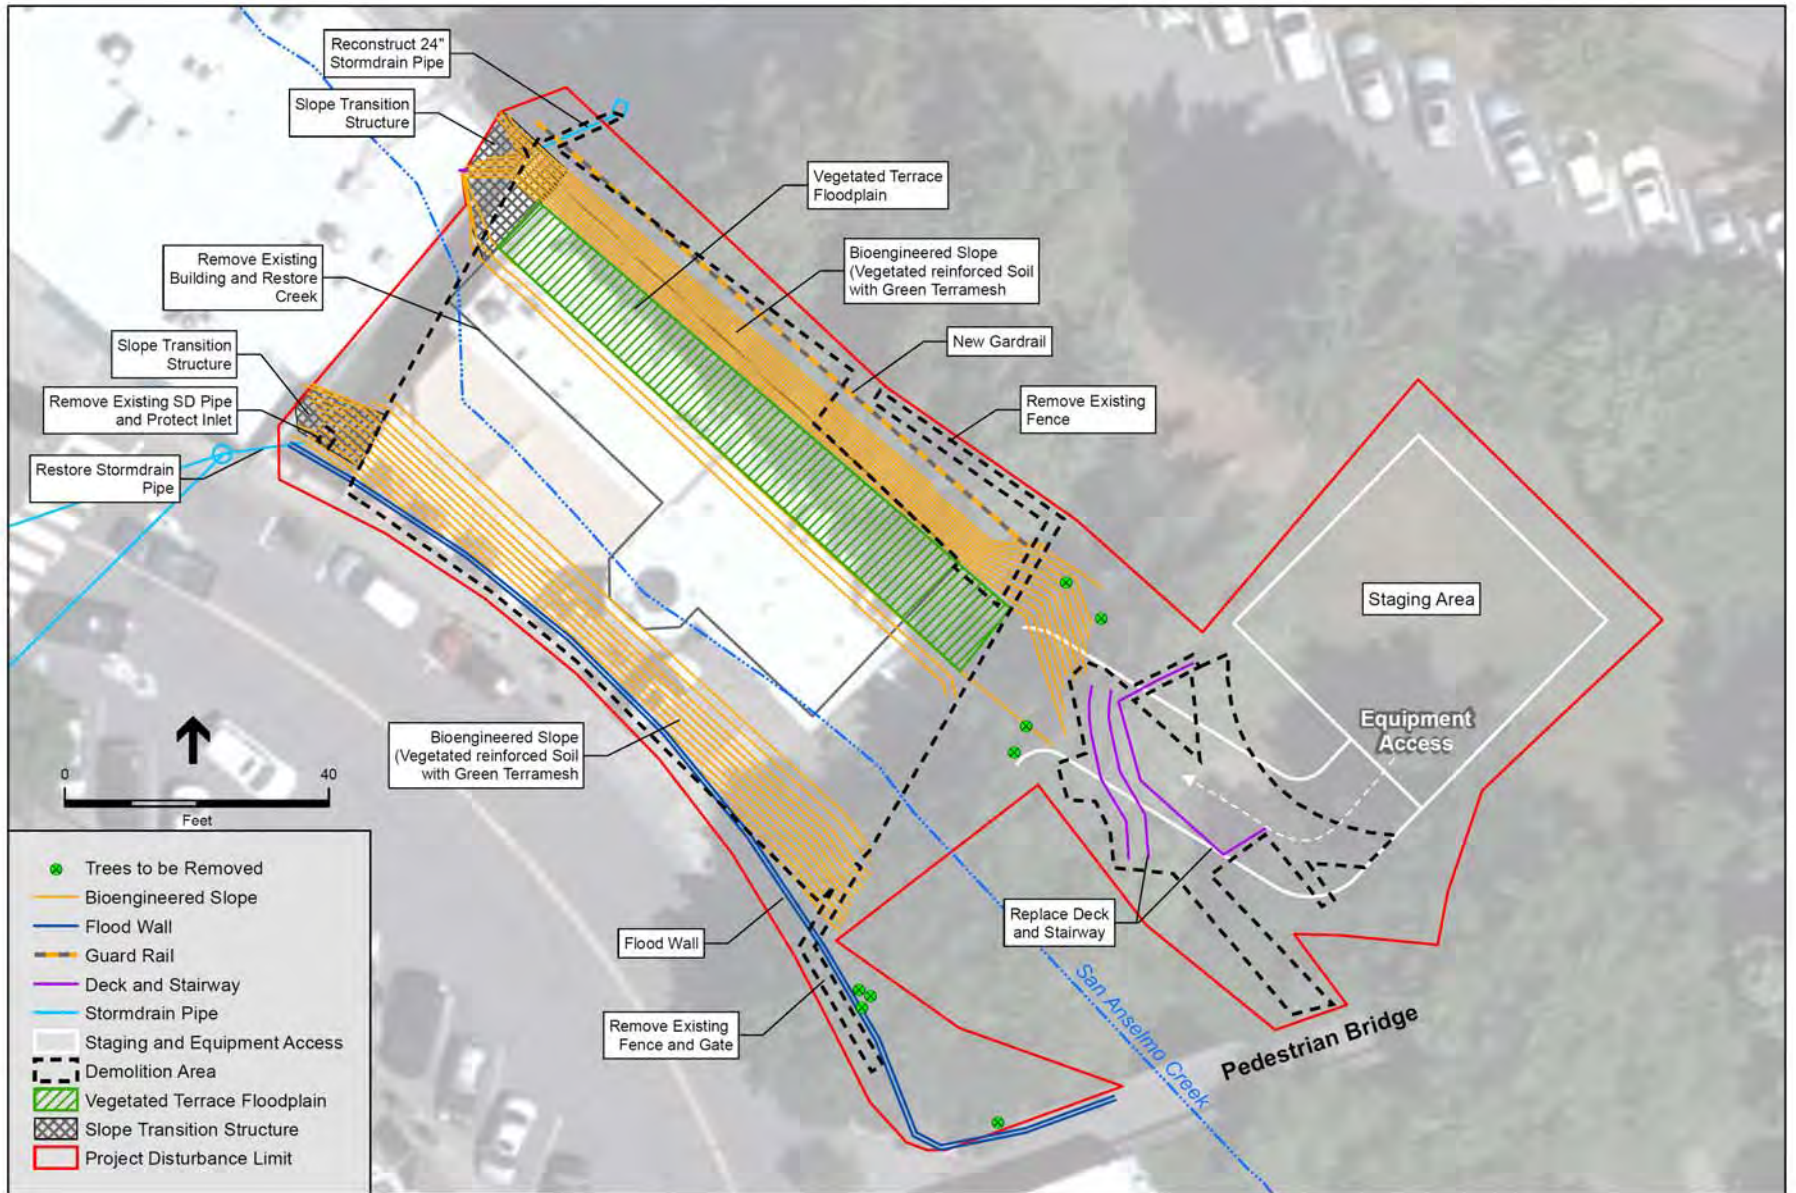 Reconstruct 24"
Stormdrain Pipe
Slope Transition
Structure
Vegetated Terrace
Floodplain
Remove Existing
Building and Restore
Creek
Bioengineered Slope
(Vegetated reinforced Soil
with Green Terramesh
New Gardrail
Slope Transition
Structure
Remove Existing SD Pipe
and Protect Inlet
Remove Existing
Fence
Restore Stormdrain
Pipe
Staging Area
Equipment
Access
Bioengineered Slope
(Vegetated reinforced Soil
with Green Terramesh
0 40
Feet
Flood Wall
Replace Deck
and Stairway
Remove Existing
Fence and Gate
San Anselmo Creek
Pedestrian Bridge
Trees to be Removed
Bioengineered Slope
Flood Wall
Guard Rail
Deck and Stairway
Stormdrain Pipe
Staging and Equipment Access
Demolition Area
Vegetated Terrace Floodplain
Slope Transition Structure
Project Disturbance Limit